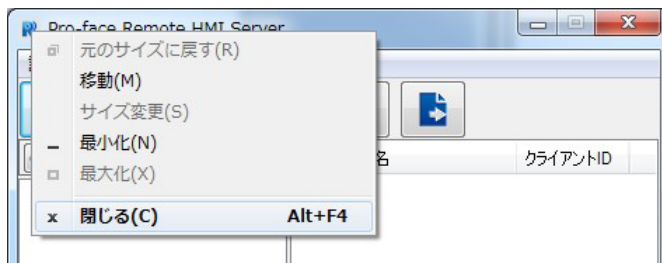 Pro-face Remote HMI Server
元のサイズに戻す(R)
移動(M)
サイズ変更(S)
最小化(N)
最大化(X)
閉じる(C) Alt+F4
名 クライアントID